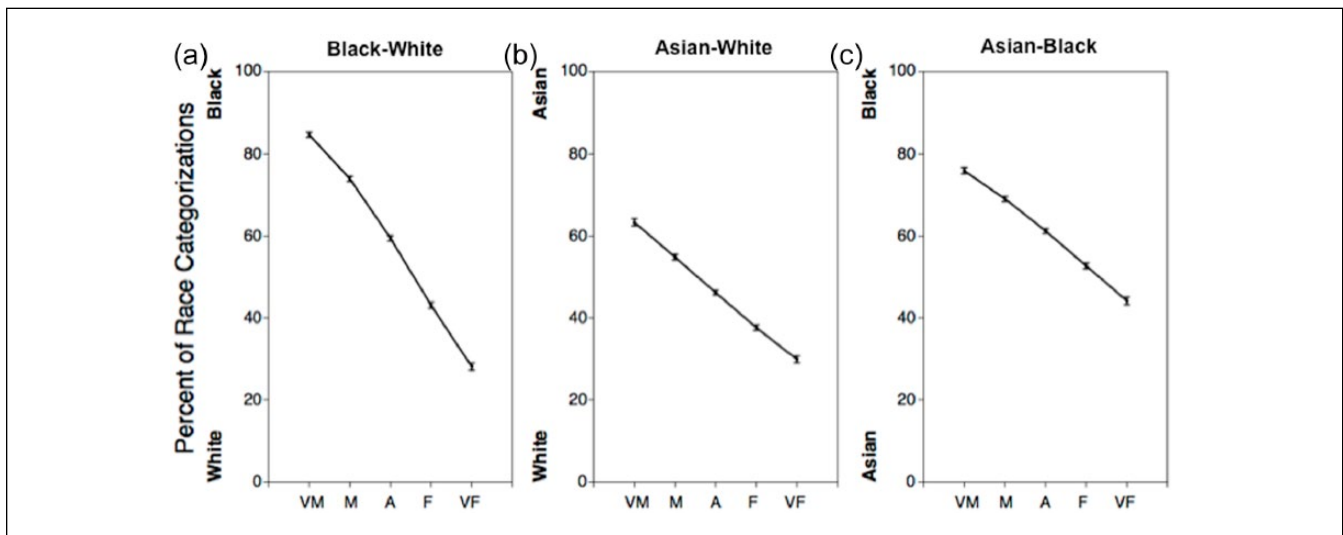 (a) Black-White
Percent of Race Categorizations
Black
White
100
80
60
40
20
0
VM M A F VF
(b) Asian-White
Asian
White
100
80
60
40
20
0
VM M A F VF
(c) Asian-Black
Black
Asian
100
80
60
40
20
0
VM M A F VF